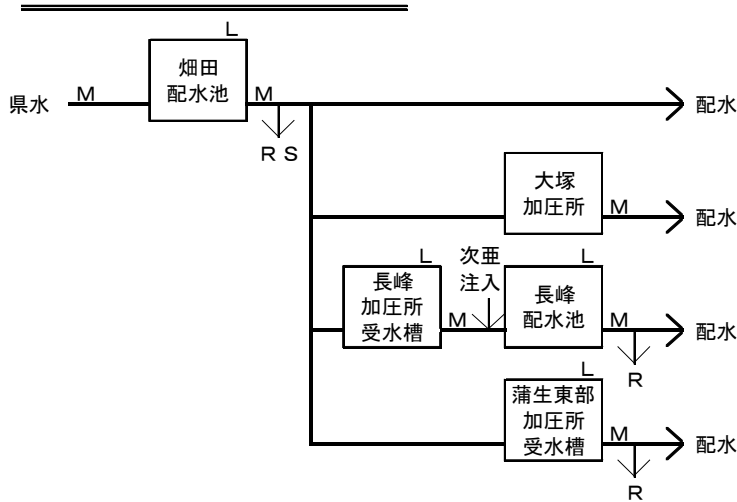 L
畑田
配水池
県水
M
M
配水
R S
大塚
加圧所
M
配水
L
次亜
注入
L
長峰
加圧所
受水槽
M
長峰
配水池
M
配水
R
L
蒲生東部
加圧所
受水槽
M
配水
R